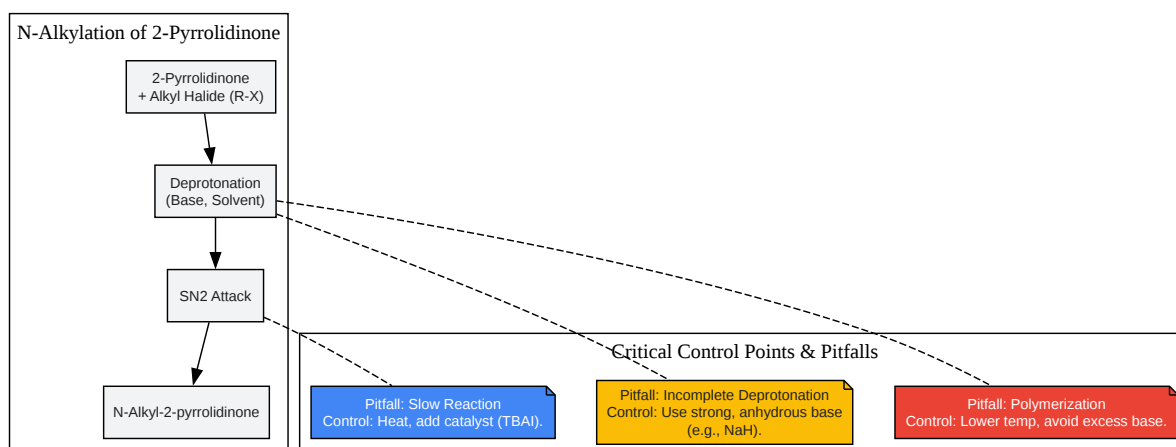 N-Alkylation of 2-Pyrrolidinone
2-Pyrrolidinone
+ Alkyl Halide (R-X)
Deprotonation
(Base, Solvent)
SN2 Attack
N-Alkyl-2-pyrrolidinone
Critical Control Points & Pitfalls
Pitfall: Slow Reaction
Control: Heat, add catalyst (TBAI).
Pitfall: Incomplete Deprotonation
Control: Use strong, anhydrous base
(e.g., NaH).
Pitfall: Polymerization
Control: Lower temp, avoid excess base.